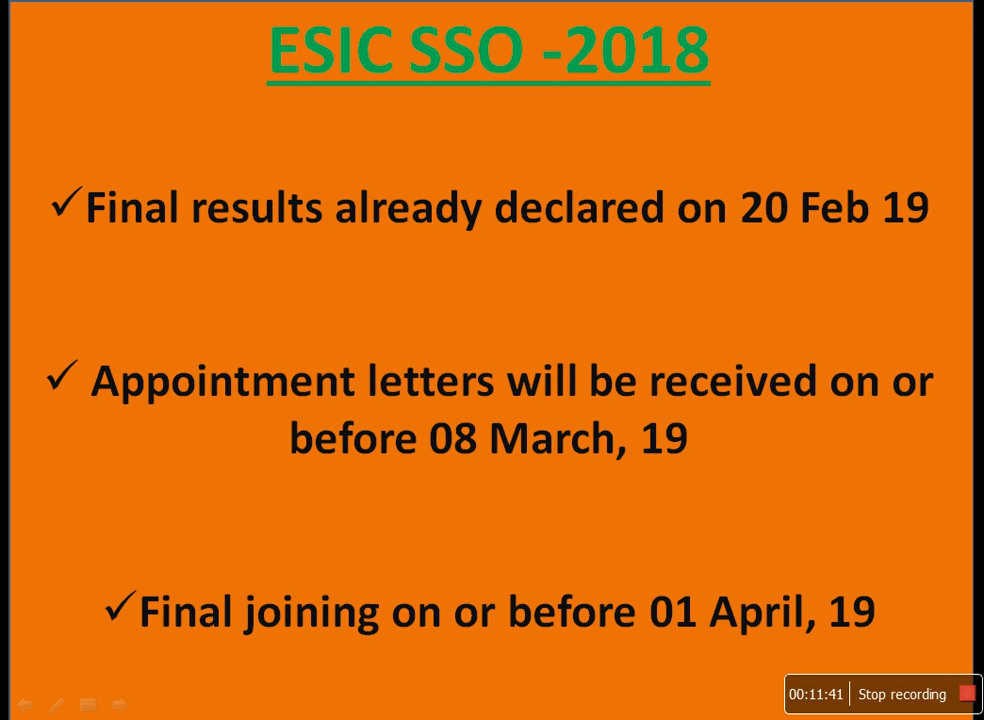 ESIC SSO -2018
✓Final results already declared on 20 Feb 19
✓ Appointment letters will be received on or
before 08 March, 19
✓Final joining on or before 01 April, 19
00:11:41 Stop recording